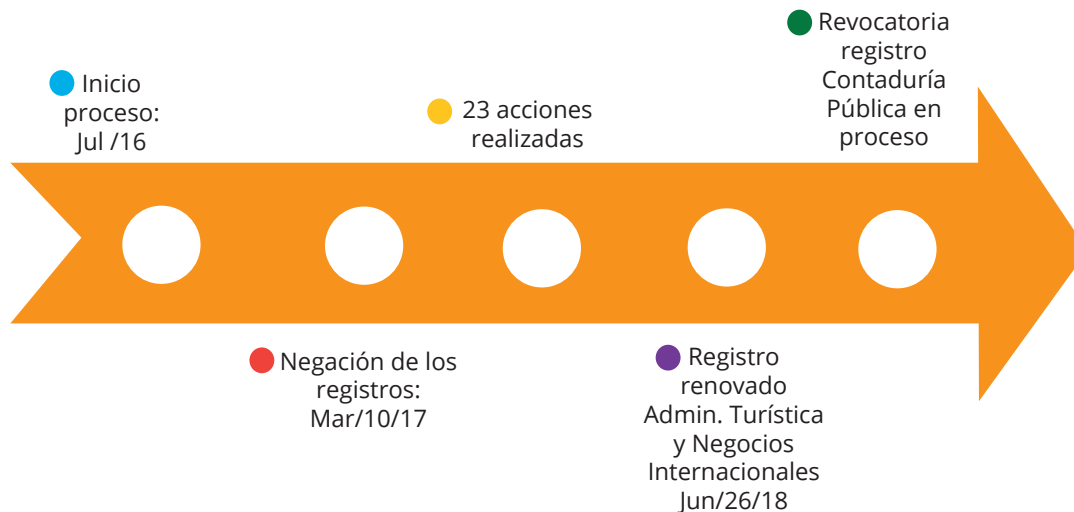 Inicio
proceso:
Jul /16
Negación de los
registros:
Mar/10/17
23 acciones
realizadas
Registro
renovado
Admin. Turística
y Negocios
Internacionales
Jun/26/18
Revocatoria
registro
Contaduría
Pública en
proceso